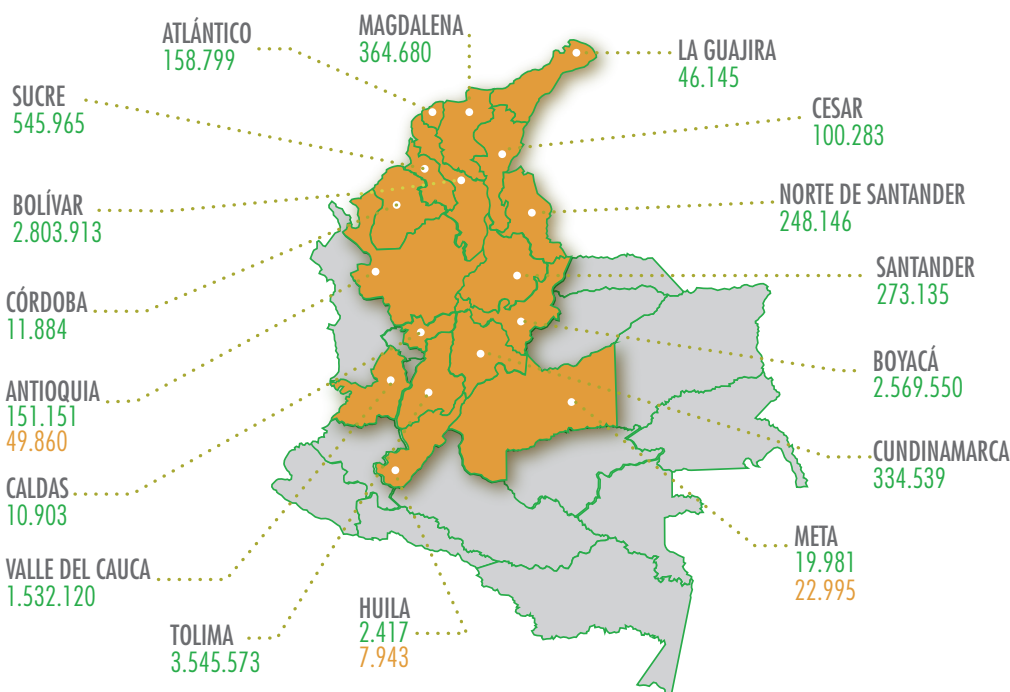 ATLÁNTICO
158.799
MAGDALENA
364.680
LA GUAJIRA
46.145
SUCRE
545.965
CESAR
100.283
BOLÍVAR
2.803.913
NORTE DE SANTANDER
248.146
CÓRDOBA
11.884
SANTANDER
273.135
ANTIOQUIA
151.151
49.860
BOYACÁ
2.569.550
CALDAS
10.903
CUNDINAMARCA
334.539
VALLE DEL CAUCA
1.532.120
META
19.981
22.995
TOLIMA
3.545.573
HUILA
2.417
7.943